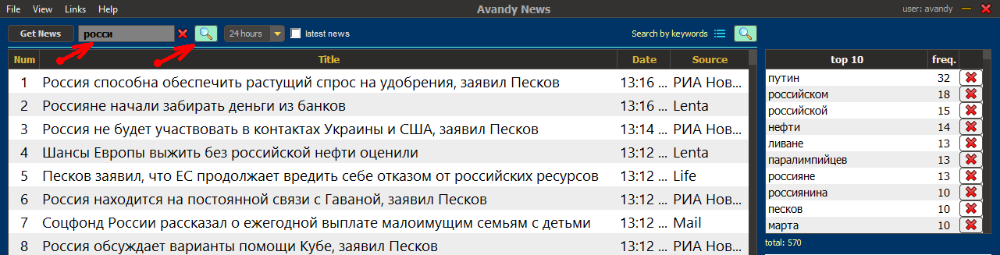 File View Links Help Avandy News user: avandy
Get News росси 24 hours latest news Search by keywords
Num Title Date Source
1 Россия способна обеспечить растущий спрос на удобрения, заявил Песков 13:16 ... РИА Нов...
2 Россияне начали забирать деньги из банков 13:16 ... Lenta
3 Россия не будет участвовать в контактах Украины и США, заявил Песков 13:14 ... РИА Нов...
4 Шансы Европы выжить без российской нефти оценили 13:12 ... Lenta
5 Песков заявил, что ЕС продолжает вредить себе отказом от российских ресурсов 13:12 ... Life
6 Россия находится на постоянной связи с Гаваной, заявил Песков 13:12 ... РИА Нов...
7 Соцфонд России рассказал о ежегодной выплате малоимущим семьям с детьми 13:12 ... Mail
8 Россия обсуждает варианты помощи Кубе, заявил Песков 13:12 ... РИА Нов...
top 10 freq.
путин 32
российском 18
российской 15
нефти 14
ливане 13
паралимпийцев 13
россияне 13
россиянина 10
песков 10
марта 10
total: 570